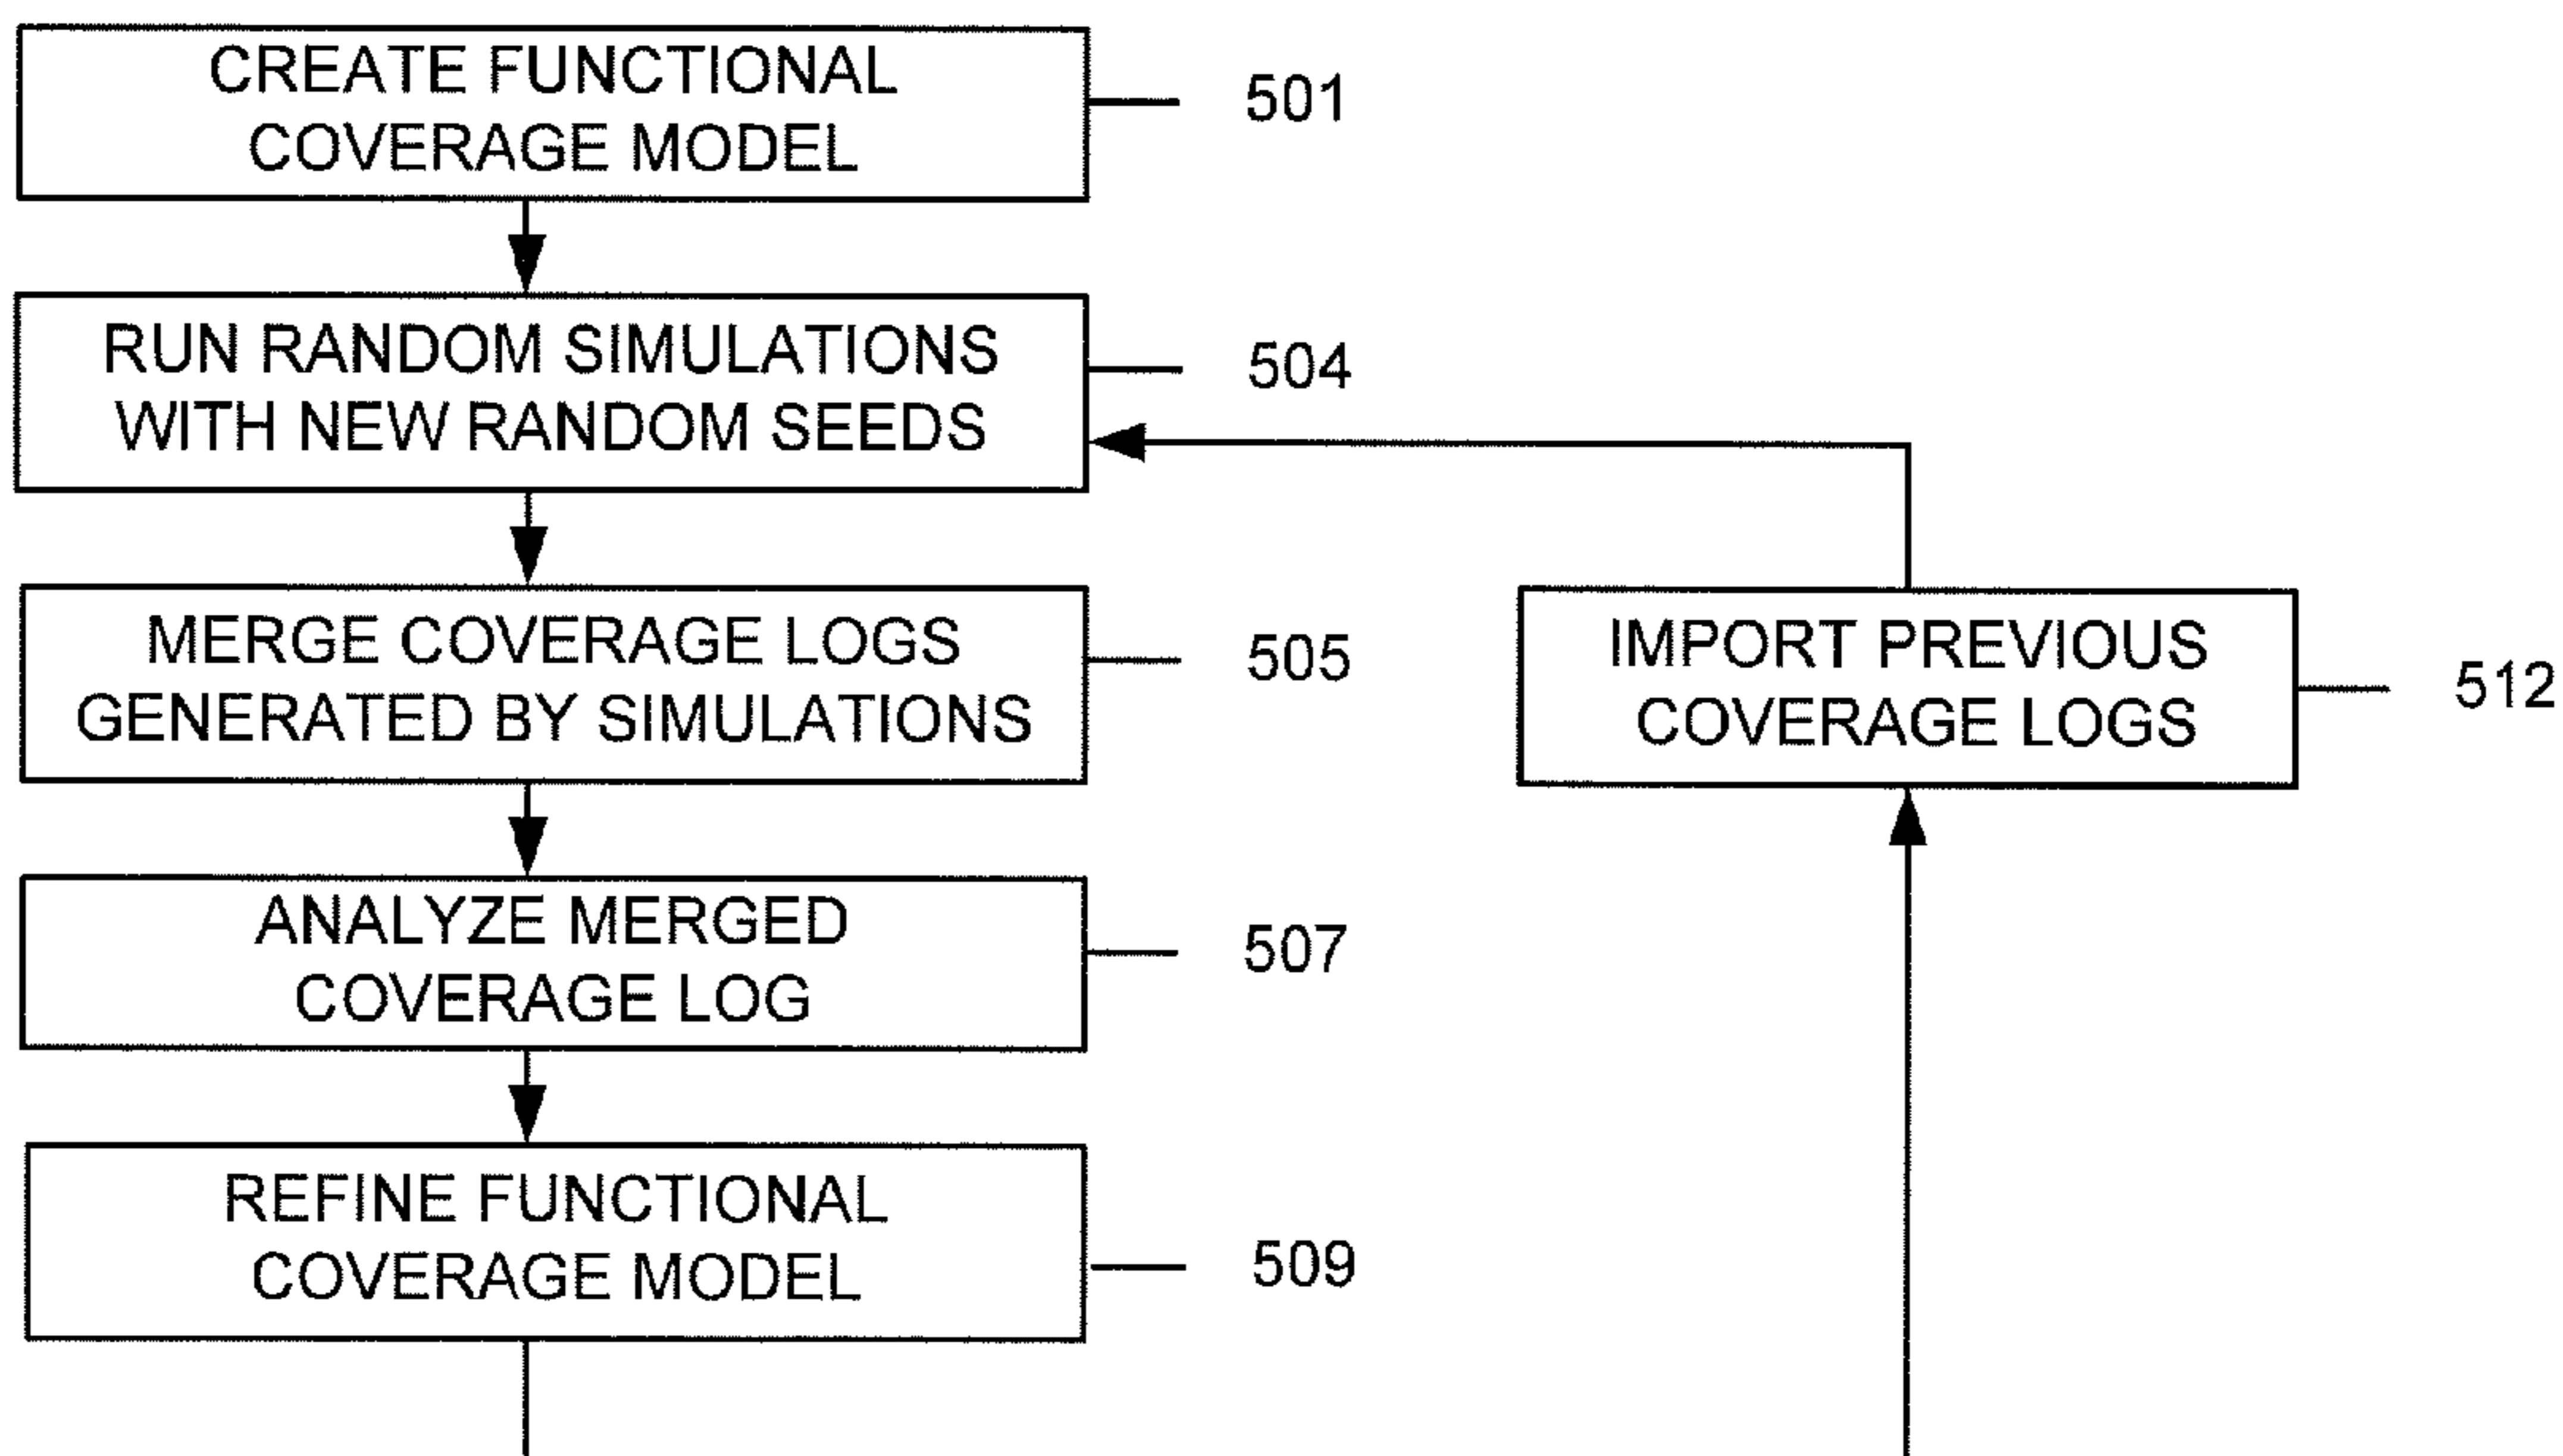 CREATE FUNCTIONAL
COVERAGE MODEL
501
RUN RANDOM SIMULATIONS
WITH NEW RANDOM SEEDS
504
MERGE COVERAGE LOGS
GENERATED BY SIMULATIONS
505
IMPORT PREVIOUS
COVERAGE LOGS
512
ANALYZE MERGED
COVERAGE LOG
507
REFINE FUNCTIONAL
COVERAGE MODEL
509